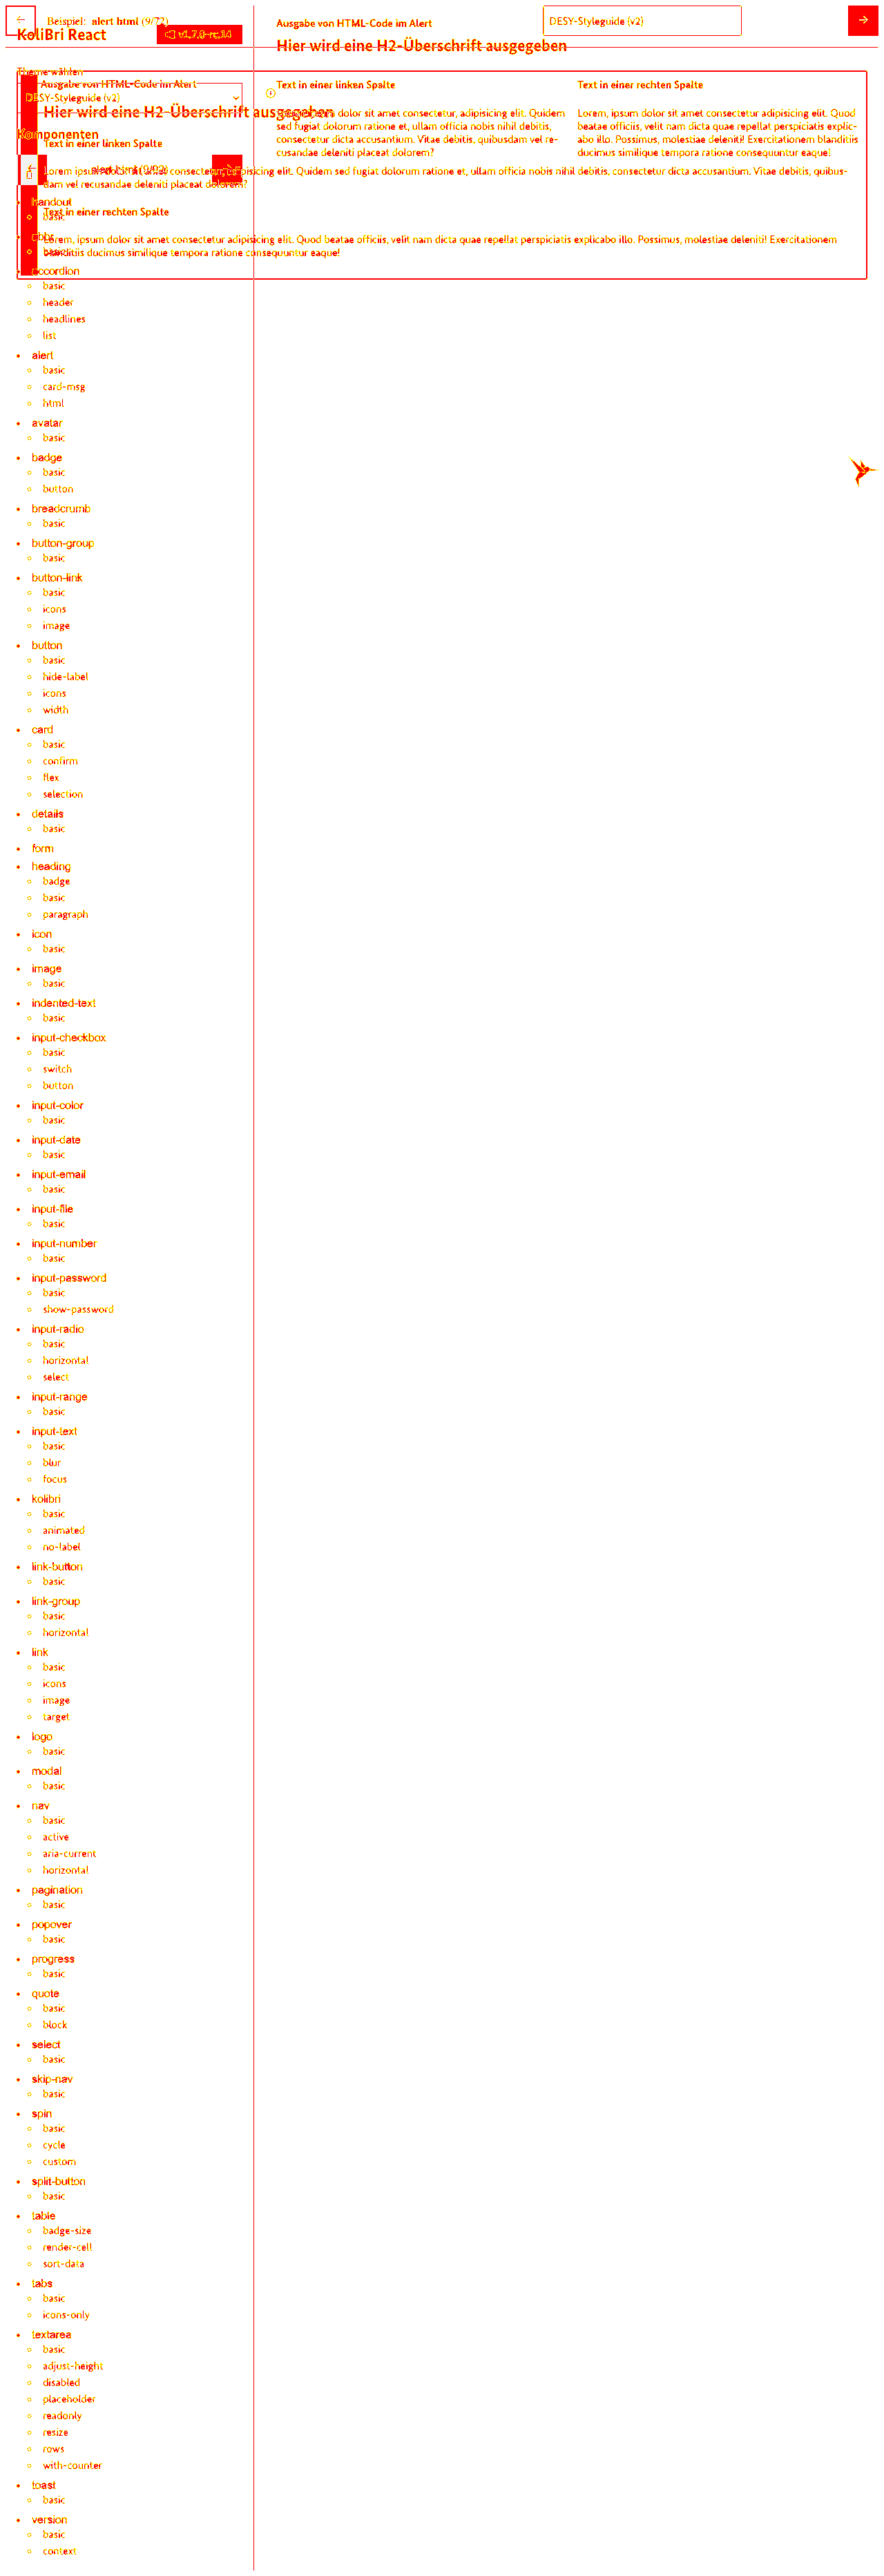 Beispiel: alert html (9/72)
Ausgabe von HTML-Code im Alert
DESY-Styleguide (v2)
KoliBri React
v1.7.0-rc.14
Hier wird eine H2-Überschrift ausgegeben
Theme wählen
Ausgabe von HTML-Code im Alert
DESY-Styleguide (v2)
Hier wird eine H2-Überschrift ausgegeben
Text in einer linken Spalte
dolor sit amet consectetur, adipisicing elit. Quidem
sed fugiat dolorum ratione et, ullam officia nobis nihil debitis,
consectetur dicta accusantium. Vitae debitis, quibusdam vel re-
cusandae deleniti placeat dolorem?
Text in einer rechten Spalte
Lorem, ipsum dolor sit amet consectetur adipisicing elit. Quod
beatae officiis, velit nam dicta quae repellat perspiciatis explic-
abo illo. Possimus, molestiae deleniti! Exercitationem blanditiis
ducimus similique tempora ratione consequuntur eaque!
Komponenten
Text in einer linken Spalte
alert html (9/92)
Lorem ipsum dolor sit amet consectetur, adipisicing elit. Quidem sed fugiat dolorum ratione et, ullam officia nobis nihil debitis, consectetur dicta accusantium. Vitae debitis, quibus-
dam vel recusandae deleniti placeat dolorem?
Text in einer rechten Spalte
Lorem, ipsum dolor sit amet consectetur adipisicing elit. Quod beatae officiis, velit nam dicta quae repellat perspiciatis explicabo illo. Possimus, molestiae deleniti! Exercitationem
blanditiis ducimus similique tempora ratione consequuntur eaque!
handout
basic
abbr
basic
accordion
basic
header
headlines
list
alert
basic
card-msg
html
avatar
basic
badge
basic
button
breadcrumb
basic
button-group
basic
button-link
basic
icons
image
button
basic
hide-label
icons
width
card
basic
confirm
flex
selection
details
basic
form
heading
badge
basic
paragraph
icon
basic
image
basic
indented-text
basic
input-checkbox
basic
switch
button
input-color
basic
input-date
basic
input-email
basic
input-file
basic
input-number
basic
input-password
basic
show-password
input-radio
basic
horizontal
select
input-range
basic
input-text
basic
blur
focus
kolibri
basic
animated
no-label
link-button
basic
link-group
basic
horizontal
link
basic
icons
image
target
logo
basic
modal
basic
nav
basic
active
aria-current
horizontal
pagination
basic
popover
basic
progress
basic
quote
basic
block
select
basic
skip-nav
basic
spin
basic
cycle
custom
split-button
basic
table
badge-size
render-cell
sort-data
tabs
basic
icons-only
textarea
basic
adjust-height
disabled
placeholder
readonly
resize
rows
with-counter
toast
basic
version
basic
context